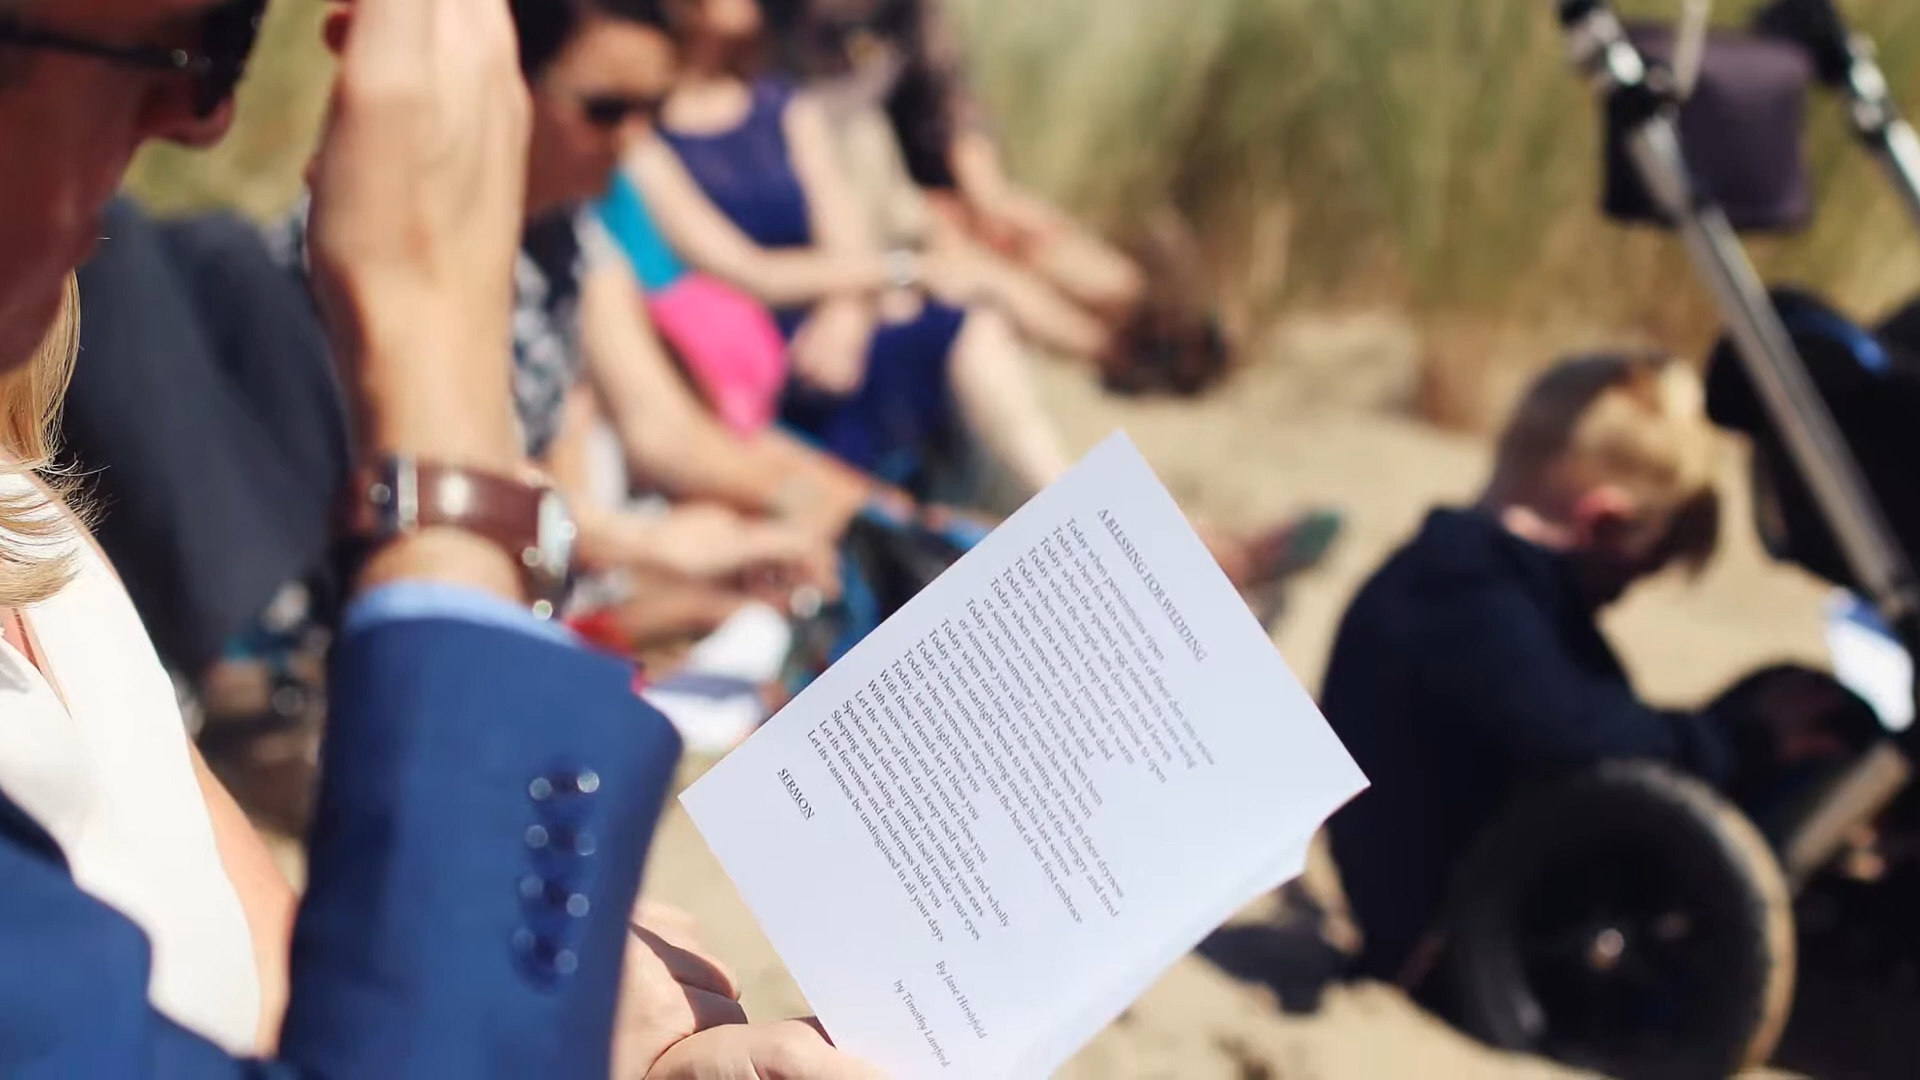 A BLESSING FOR WEDDING
Today when persimmons ripen
Today when fox-kits come out of their den into snow
Today when the spotted egg releases its wren song
Today when the maple sets down its red leaves
Today when windows keep their promise to open
Today when fire keeps its promise to warm
Today when someone you love has died
or someone you never met has died
Today when someone you love has been born
or someone you will not meet has been born
Today when rain leaps to the waiting of roots in their dryness
Today when starlight bends to the roofs of the hungry and tired
Today when someone sits long inside his last sorrow
Today when someone steps into the heat of her first embrace
Today, let this light bless you
With these friends let it bless you
With snow-scent and lavender bless you
Let the vow of this day keep itself wildly and wholly
Spoken and silent, surprise you inside your ears
Sleeping and waking, unfold itself inside your eyes
Let its fierceness and tenderness hold you
Let its vastness be undisguised in all your days
By Jane Hirshfield
SERMON
by Timothy Lanford